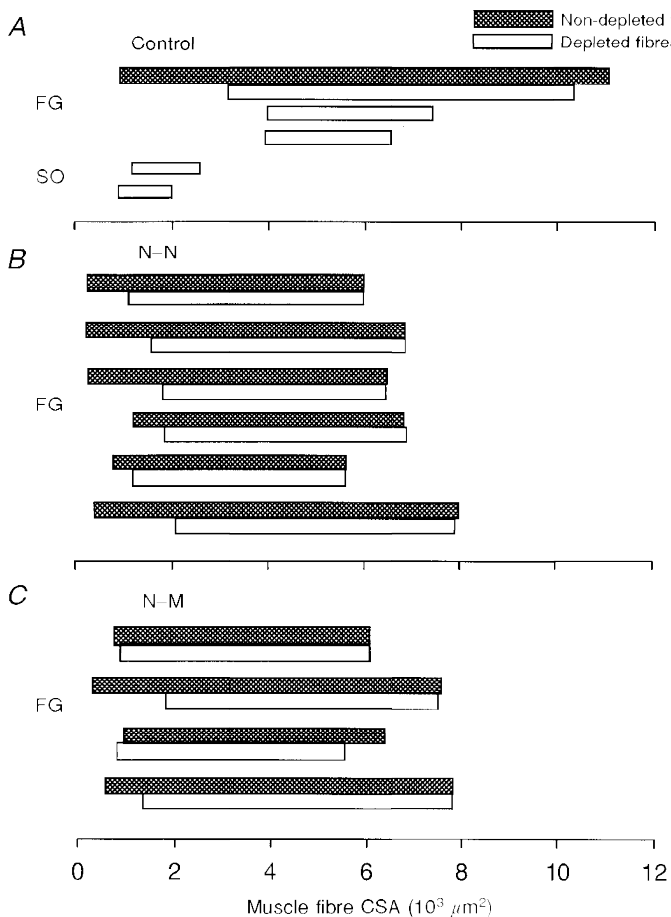 A
Control
Non-depleted
Depleted fibre
FG
SO
B
N–N
FG
C
N–M
FG
0 2 4 6 8 10 12
Muscle fibre CSA (10³ μm²)